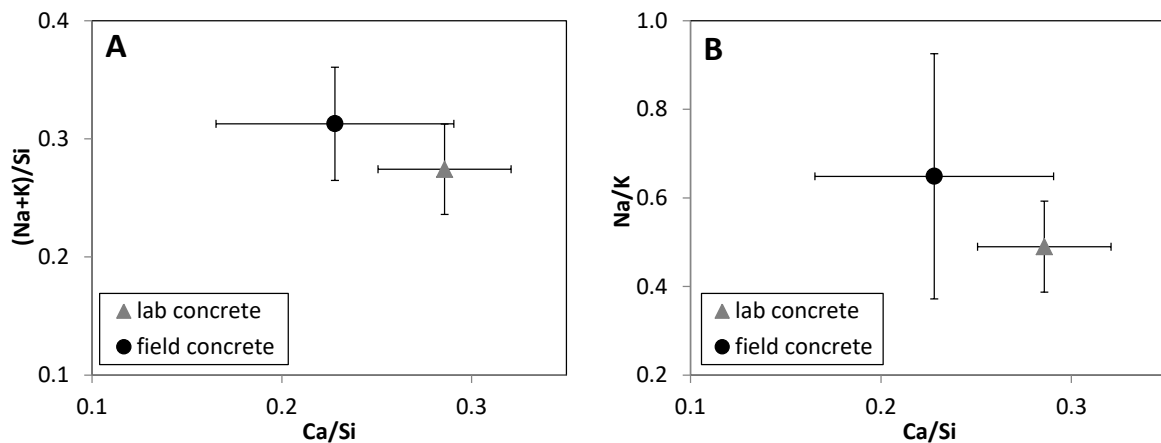 A
0.4
0.3
0.2
0.1
(Na+K)/Si
lab concrete
field concrete
0.1
0.2
0.3
Ca/Si
B
1.0
0.8
0.6
0.4
0.2
Na/K
lab concrete
field concrete
0.1
0.2
0.3
Ca/Si